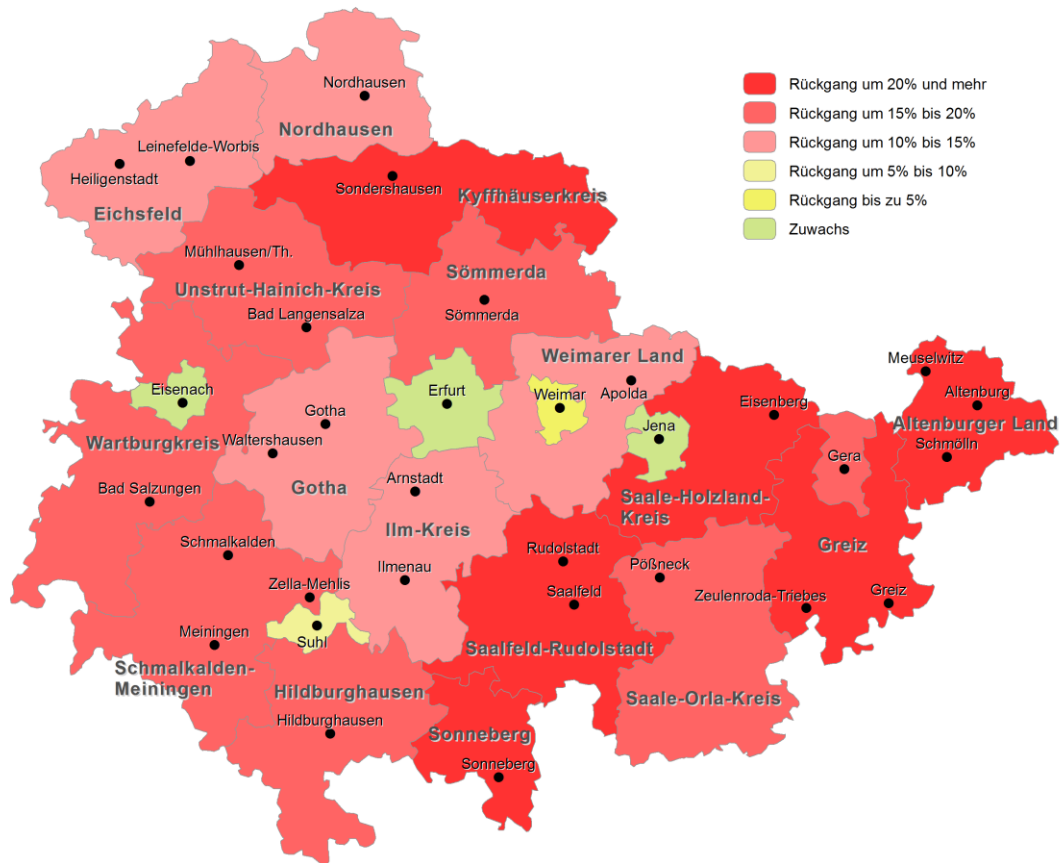 Nordhausen
Nordhausen
Leinefelde-Worbis
Heiligenstadt
Eichsfeld
Sondershausen
Kyffhäuserkreis
Rückgang um 20% und mehr
Rückgang um 15% bis 20%
Rückgang um 10% bis 15%
Rückgang um 5% bis 10%
Rückgang bis zu 5%
Zuwachs
Mühlhausen/Th.
Unstrut-Hainich-Kreis
Bad Langensalza
Sömmerda
Sömmerda
Weimarer Land
Apolda
Weimar
Erfurt
Eisenach
Jena
Eisenberg
Meuselwitz
Altenburg
Altenburger Land
Schmölln
Gera
Wartburgkreis
Gotha
Waltershausen
Gotha
Bad Salzungen
Arnstadt
Ilm-Kreis
Ilmenau
Saale-Holzland-
Kreis
Greiz
Greiz
Zeulenroda-Triebes
Pößneck
Rudolstadt
Saalfeld
Saalfeld-Rudolstadt
Saale-Orla-Kreis
Schmalkalden
Zella-Mehlis
Suhl
Meiningen
Schmalkalden-
Meiningen
Hildburghausen
Hildburghausen
Sonneberg
Sonneberg